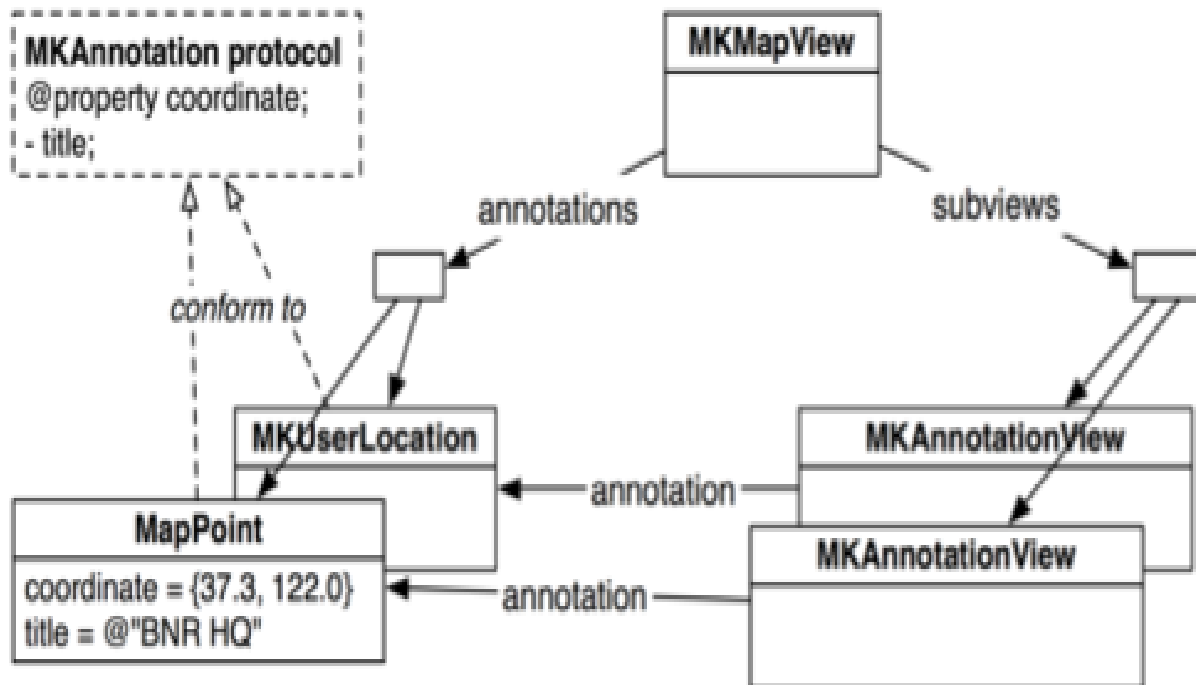 MKAnnotation protocol
@property coordinate;
- title;
MKMapView
annotations
subviews
conform to
MKUserLocation
MKAnnotationView
annotation
MapPoint
coordinate = {37.3, 122.0}
title = @"BNR HQ"
MKAnnotationView
annotation